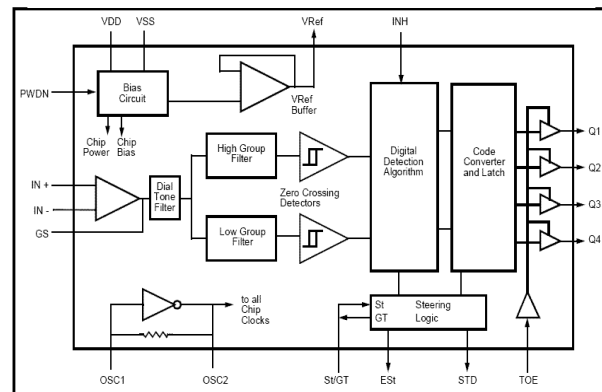 VDD
VSS
VRef
INH
PWDN
Bias
Circuit
VRef
Buffer
Chip
Power
Chip
Bias
High Group
Filter
Digital
Detection
Algorithm
Code
Converter
and Latch
Q1
Q2
Q3
Q4
IN +
IN -
GS
Dial
Tone
Filter
Zero Crossing
Detectors
Low Group
Filter
to all
Chip
Clocks
St
GT
Steering
Logic
OSC1
OSC2
St/GT
ESt
STD
TOE